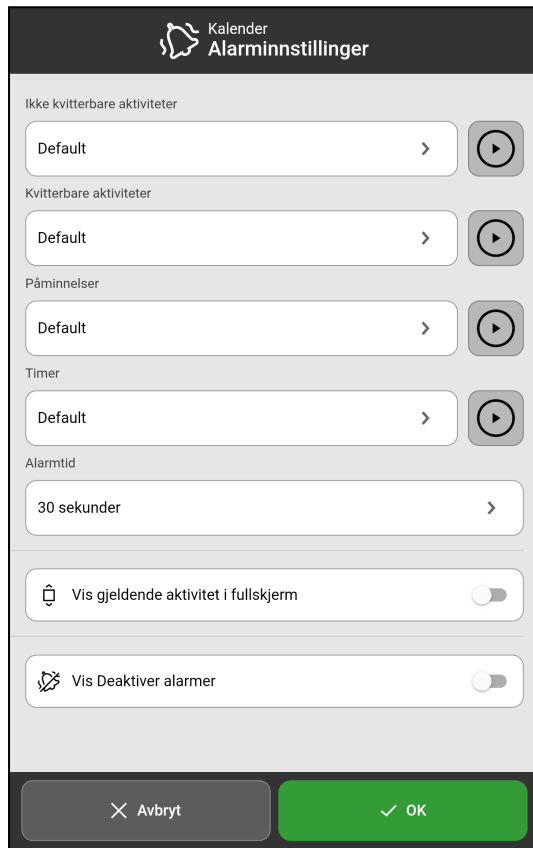 Kalender
Alarminnstillinger
Ikke kvitterbare aktiviteter
Default
Kvitterbare aktiviteter
Default
Påminnelser
Default
Timer
Default
Alarmtid
30 sekunder
Vis gjeldende aktivitet i fullskjerm
Vis Deaktiver alarmer
Avbryt
OK